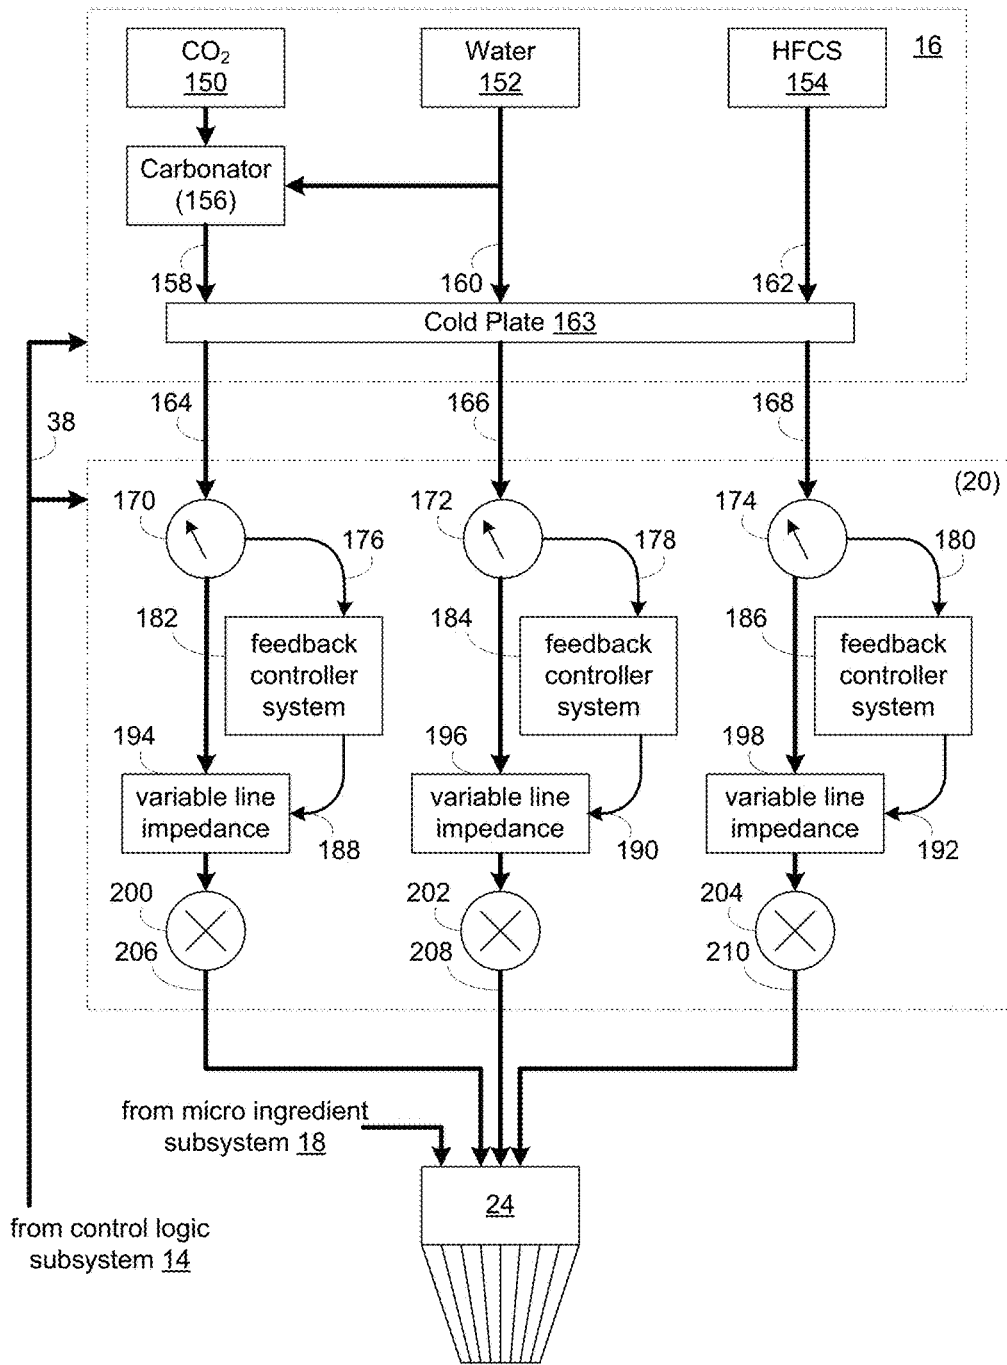 CO₂
150
Water
152
HFCS
154
16
Carbonator
(156)
158
160
162
Cold Plate 163
38
164
166
168
(20)
170
172
174
176
178
180
182
184
186
feedback
controller
system
feedback
controller
system
feedback
controller
system
194
196
198
variable line
impedance
variable line
impedance
variable line
impedance
188
190
192
200
202
204
206
208
210
from micro ingredient
subsystem 18
24
from control logic
subsystem 14